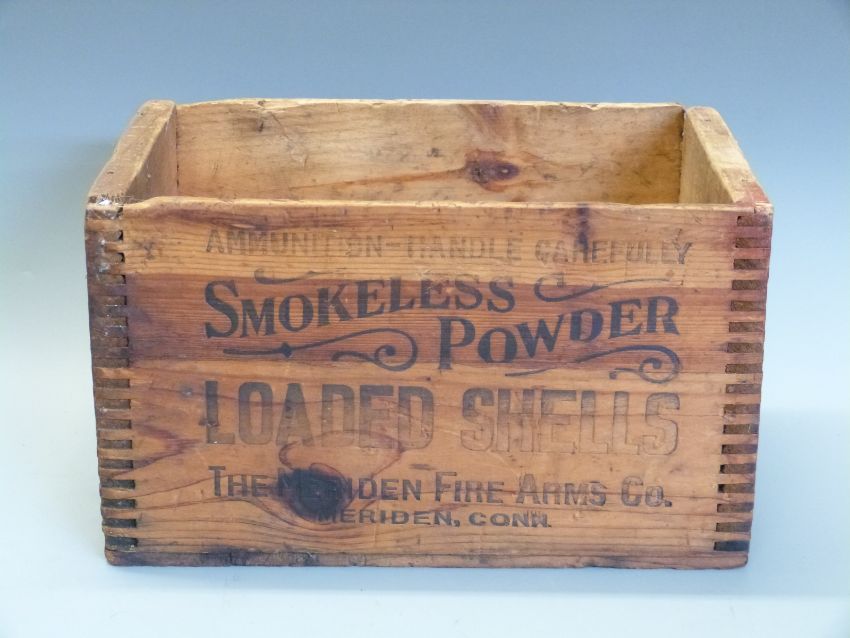 AMMUNITION-HANDLE CAREFULLY
SMOKELESS
POWDER
LOADED SHELLS
THE MERIDEN FIRE ARMS CO.
MERIDEN, CONN.